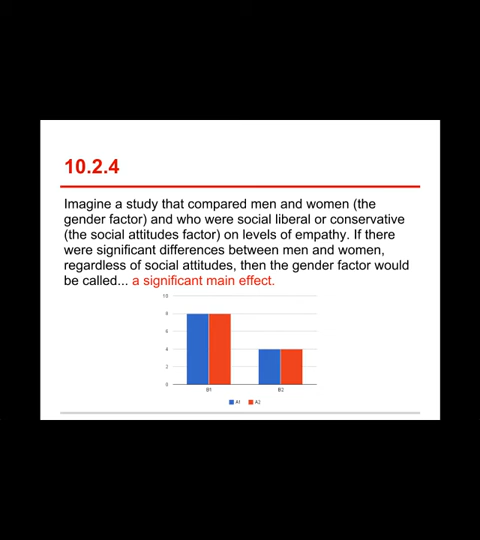 10.2.4
Imagine a study that compared men and women (the
gender factor) and who were social liberal or conservative
(the social attitudes factor) on levels of empathy. If there
were significant differences between men and women,
regardless of social attitudes, then the gender factor would
be called... a significant main effect.
10
8
6
4
2
0
B1 B2
A1 A2